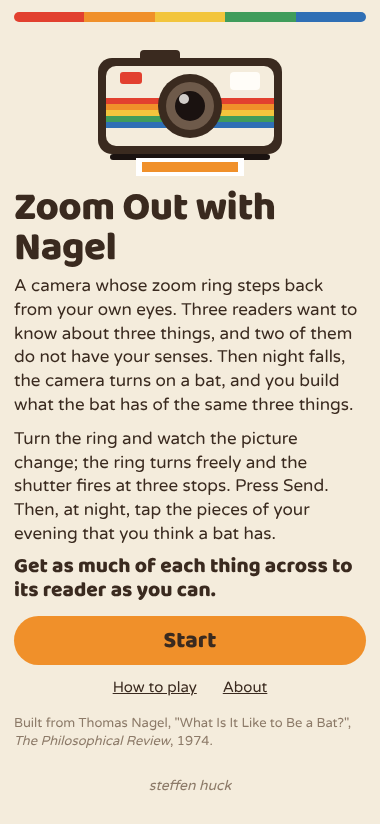 Zoom Out with
Nagel
A camera whose zoom ring steps back
from your own eyes. Three readers want to
know about three things, and two of them
do not have your senses. Then night falls,
the camera turns on a bat, and you build
what the bat has of the same three things.
Turn the ring and watch the picture
change; the ring turns freely and the
shutter fires at three stops. Press Send.
Then, at night, tap the pieces of your
evening that you think a bat has.
Get as much of each thing across to
its reader as you can.
Start
How to play About
Built from Thomas Nagel, "What Is It Like to Be a Bat?",
The Philosophical Review, 1974.
steffen huck